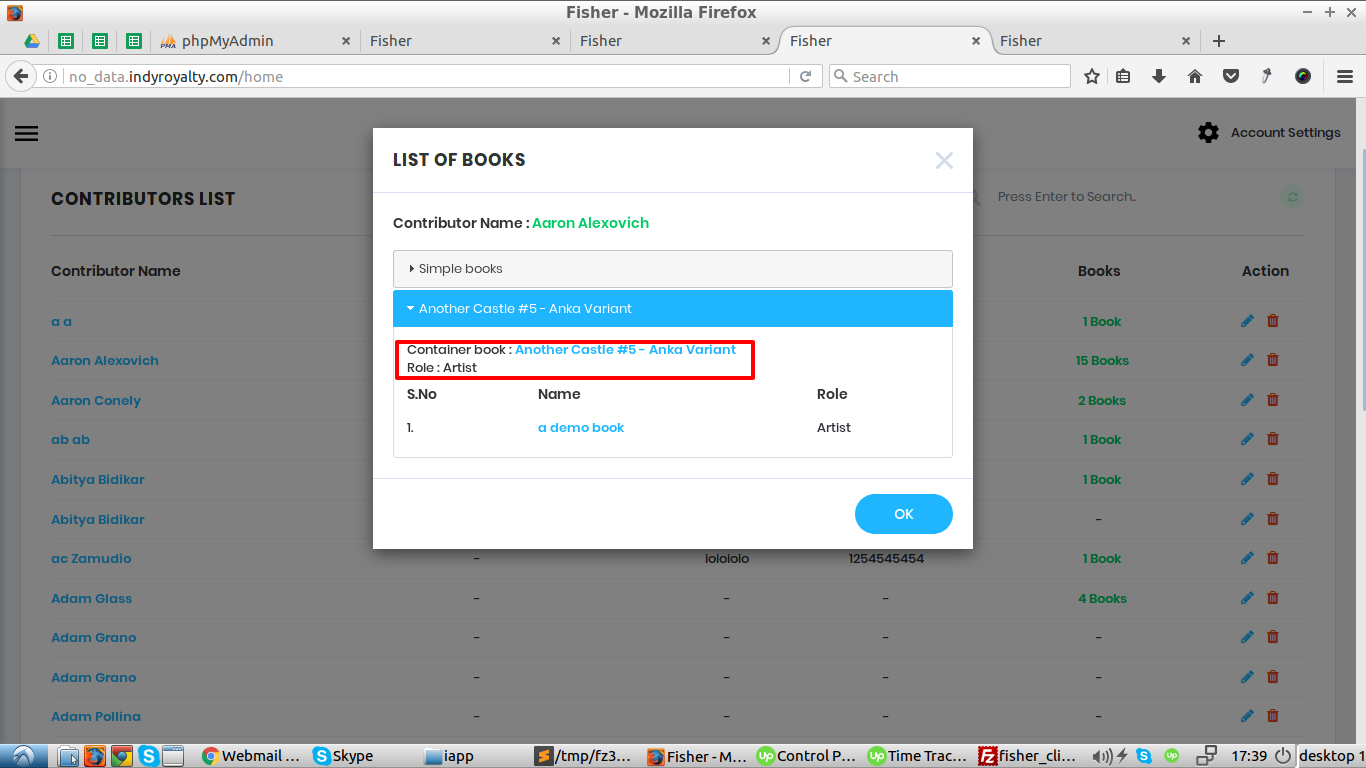 Fisher - Mozilla Firefox
phpMyAdmin
Fisher
Fisher
Fisher
Fisher
no_data.indyroyalty.com/home
Search
Account Settings
LIST OF BOOKS
CONTRIBUTORS LIST
Press Enter to Search..
Contributor Name : Aaron Alexovich
Simple books
Contributor Name
Books
Action
Another Castle #5 - Anka Variant
a a
1 Book
Container book : Another Castle #5 - Anka Variant
Aaron Alexovich
15 Books
Role : Artist
S.No
Name
Role
Aaron Conely
2 Books
1.
a demo book
Artist
ab ab
1 Book
Abitya Bidikar
1 Book
OK
Abitya Bidikar
-
ac Zamudio
-
1254545454
1 Book
Adam Glass
-
-
-
4 Books
Adam Grano
-
-
-
-
Adam Grano
-
-
-
-
Adam Pollina
-
-
-
-
Webmail ...
Skype
iapp
/tmp/fz3...
Fisher - M...
Control P...
Time Trac...
fisher_cli...
17:39
desktop 1